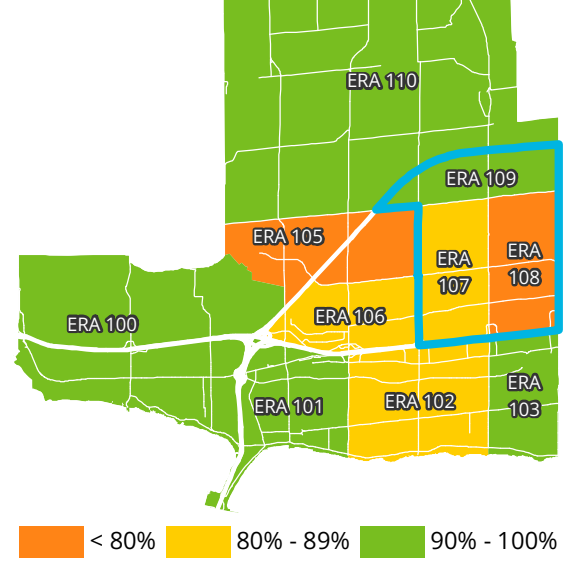 ERA 110
ERA 109
ERA 105
ERA
107
ERA
108
ERA 106
ERA 100
ERA
103
ERA 101
ERA 102
< 80%
80% - 89%
90% - 100%